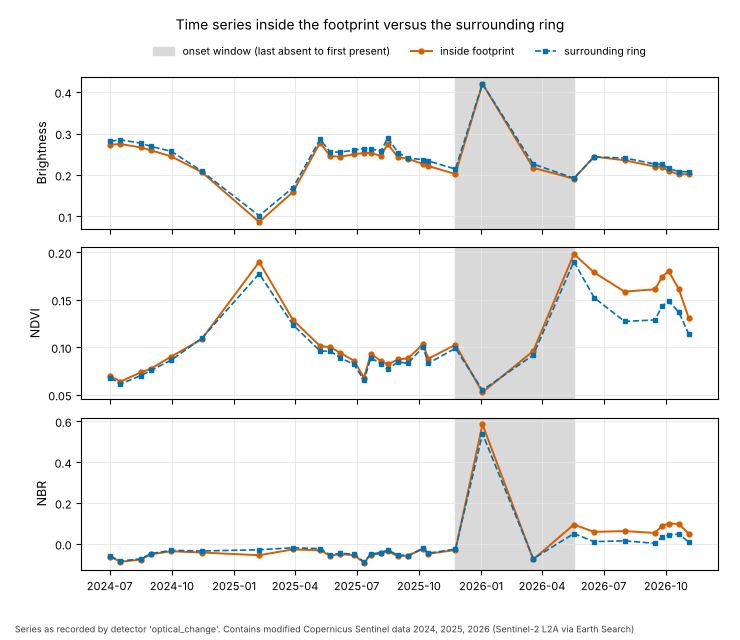 Time series inside the footprint versus the surrounding ring
onset window (last absent to first present) inside footprint surrounding ring
Brightness
0.4
0.3
0.2
0.1
NDVI
0.20
0.15
0.10
0.05
NBR
0.6
0.4
0.2
0.0
2024-07 2024-10 2025-01 2025-04 2025-07 2025-10 2026-01 2026-04 2026-07 2026-10
Series as recorded by detector 'optical_change'. Contains modified Copernicus Sentinel data 2024, 2025, 2026 (Sentinel-2 L2A via Earth Search)